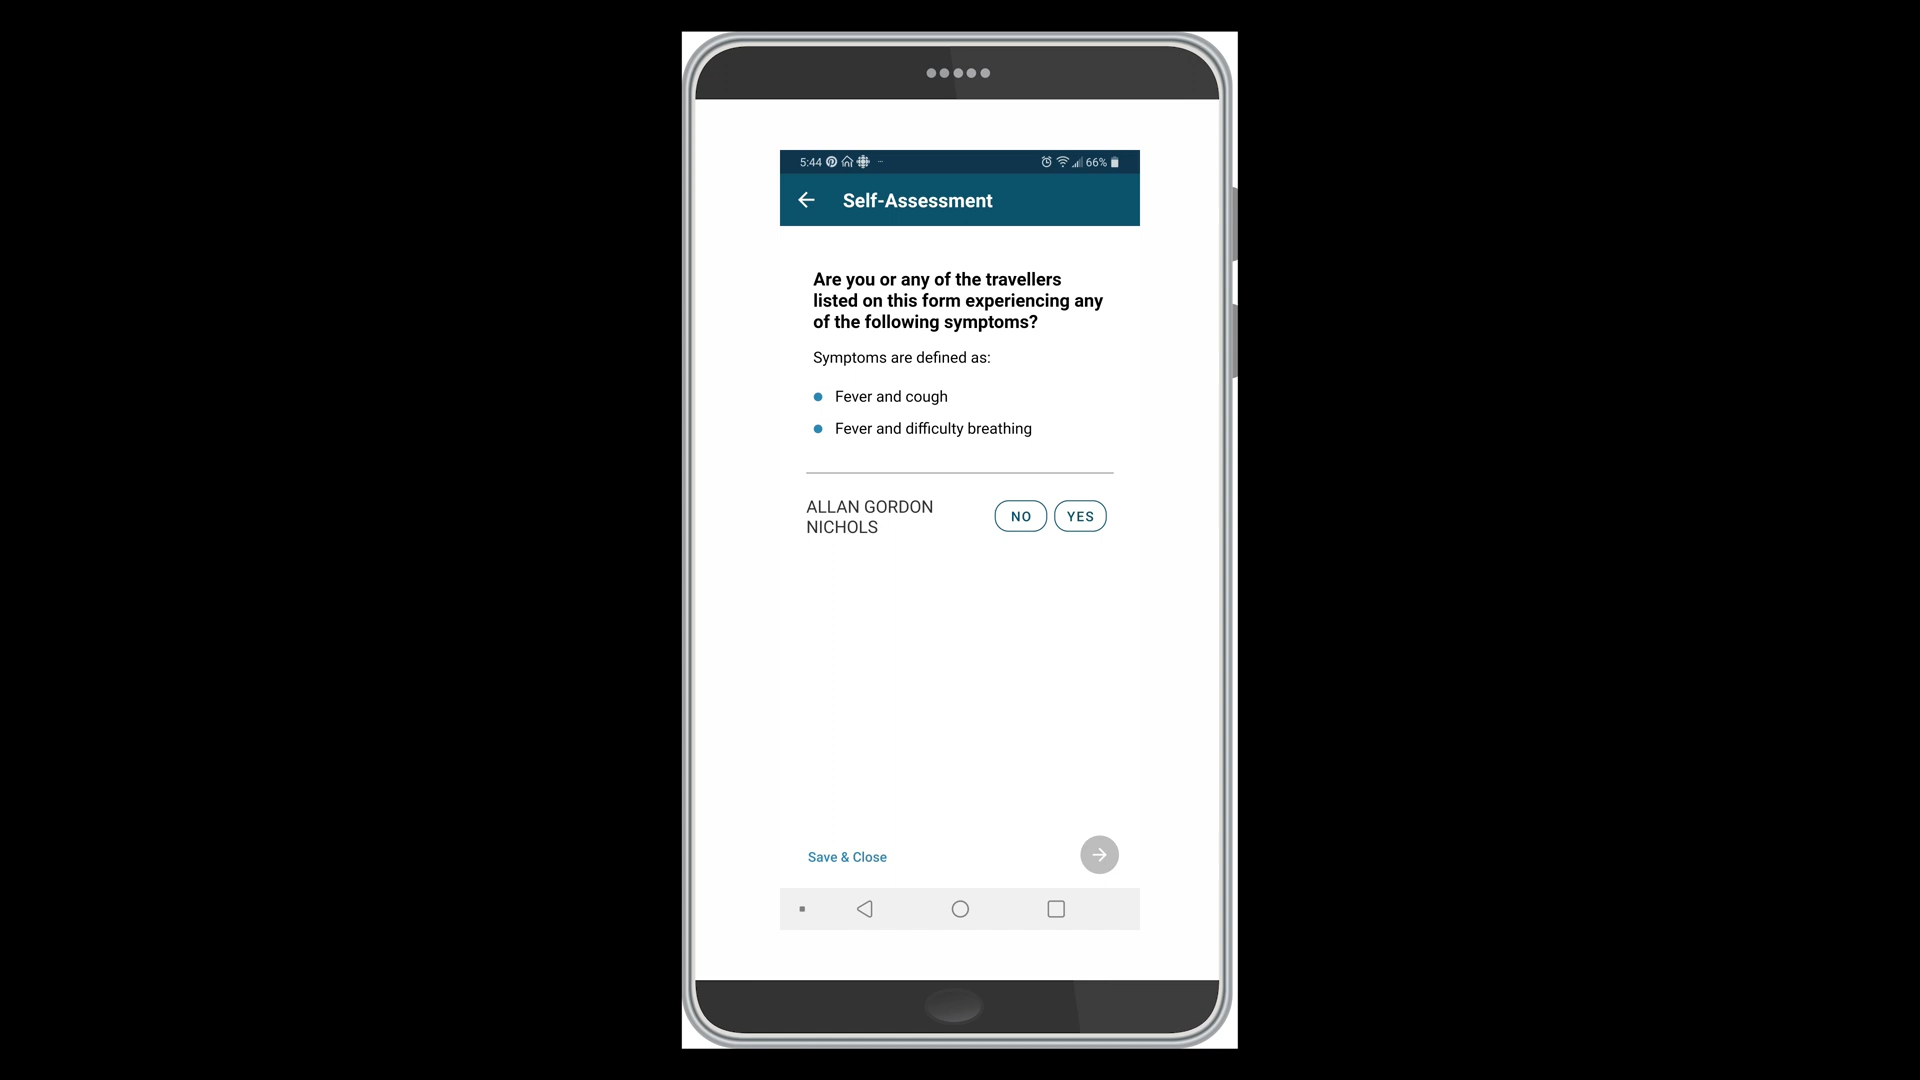 5:44
66%
Self-Assessment
Are you or any of the travellers
listed on this form experiencing any
of the following symptoms?
Symptoms are defined as:
Fever and cough
Fever and difficulty breathing
ALLAN GORDON
NICHOLS
NO
YES
Save & Close